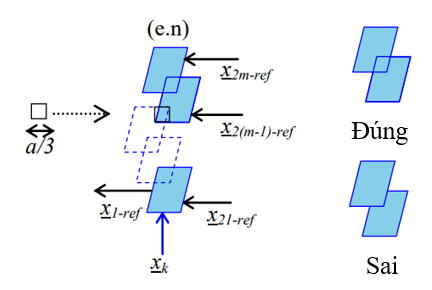 (e.n)
x2m-ref
a/3
x2(m-1)-ref
x1-ref
x21-ref
xk
Đúng
Sai